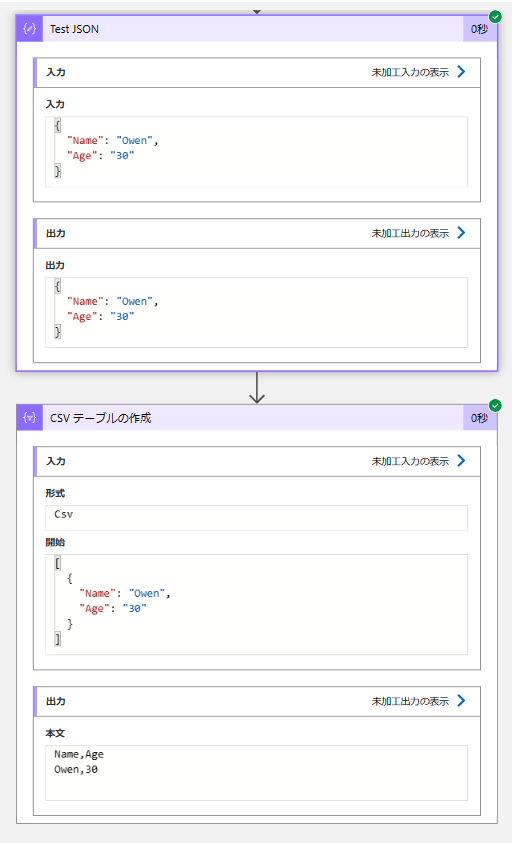 Test JSON
0秒
入力
未加工入力の表示
入力
{
"Name": "Owen",
"Age": "30"
}
出力
未加工出力の表示
出力
{
"Name": "Owen",
"Age": "30"
}
CSV テーブルの作成
0秒
入力
未加工入力の表示
形式
Csv
開始
[
{
"Name": "Owen",
"Age": "30"
}
]
出力
未加工出力の表示
本文
Name,Age
Owen,30